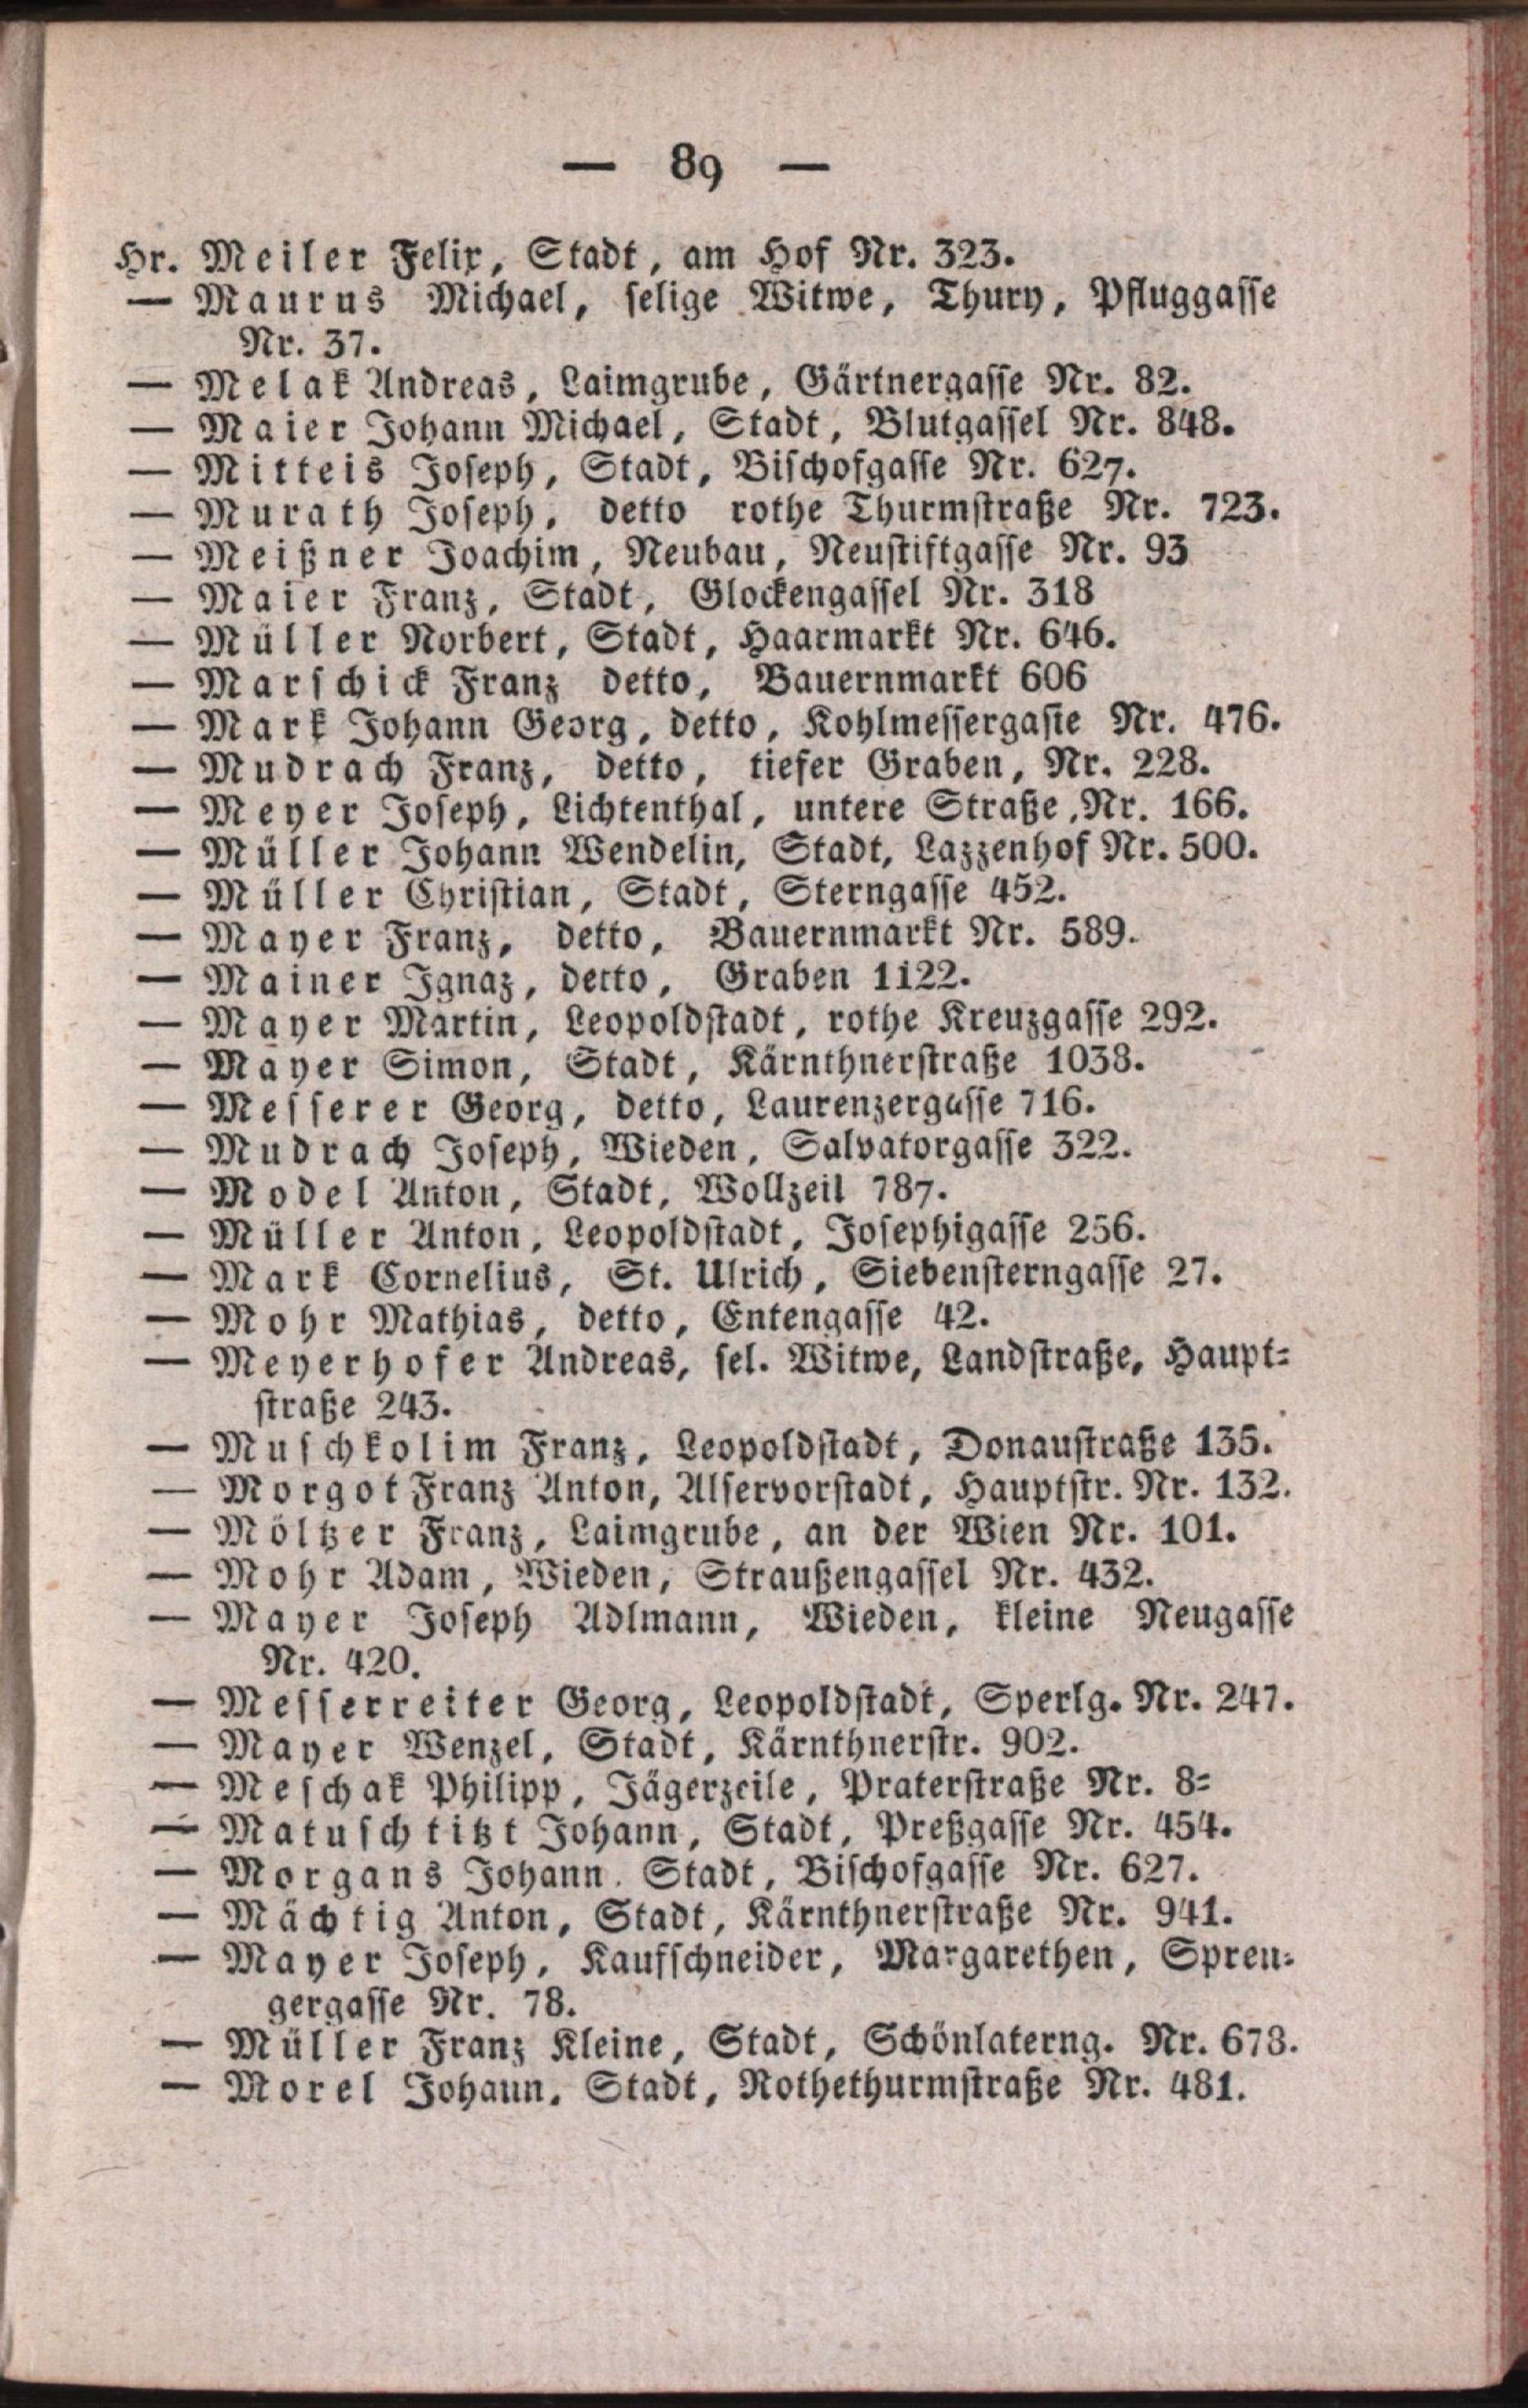 — 89 —
Hr. Meiler Felix, Stadt, am Hof Nr. 323.
— Maurus Michael, selige Witwe, Thury, Pfluggasse
Nr. 37.
— Melak Andreas, Laimgrube, Gärtnergasse Nr. 82.
— Maier Johann Michael, Stadt, Blutgassel Nr. 848.
— Mitteis Joseph, Stadt, Bischofgasse Nr. 627.
— Murath Joseph, detto rothe Thurmstraße Nr. 723.
— Meißner Joachim, Neubau, Neustiftgasse Nr. 93
— Maier Franz, Stadt, Glockengassel Nr. 318
— Müller Norbert, Stadt, Haarmarkt Nr. 646.
— Marschick Franz detto, Bauernmarkt 606
— Mark Johann Georg, detto, Kohlmessergasse Nr. 476.
— Mudrach Franz, detto, tiefer Graben, Nr. 228.
— Meyer Joseph, Lichtenthal, untere Straße, Nr. 166.
— Müller Johann Wendelin, Stadt, Lazzenhof Nr. 500.
— Müller Christian, Stadt, Sterngasse 452.
— Mayer Franz, detto, Bauernmarkt Nr. 589.
— Mainer Ignaz, detto, Graben 1122.
— Mayer Martin, Leopoldstadt, rothe Kreuzgasse 292.
— Mayer Simon, Stadt, Kärnthnerstraße 1038.
— Messerer Georg, detto, Laurenzergasse 716.
— Mudrach Joseph, Wieden, Salvatorgasse 322.
— Model Anton, Stadt, Wollzeil 787.
— Müller Anton, Leopoldstadt, Josephigasse 256.
— Mark Cornelius, St. Ulrich, Siebensterngasse 27.
— Mohr Mathias, detto, Entengasse 42.
— Meyerhofer Andreas, sel. Witwe, Landstraße, Haupt-
straße 243.
— Muschkolim Franz, Leopoldstadt, Donaustraße 135.
— Morgot Franz Anton, Alservorstadt, Hauptstr. Nr. 132.
— Möltzer Franz, Laimgrube, an der Wien Nr. 101.
— Mohr Adam, Wieden, Straußengassel Nr. 432.
— Mayer Joseph Adlmann, Wieden, kleine Neugasse
Nr. 420.
— Messerreiter Georg, Leopoldstadt, Sperlg. Nr. 247.
— Mayer Wenzel, Stadt, Kärnthnerstr. 902.
— Meschak Philipp, Jägerzeile, Praterstraße Nr. 8-
— Matuschtitzt Johann, Stadt, Preßgasse Nr. 454.
— Morgans Johann, Stadt, Bischofgasse Nr. 627.
— Mächtig Anton, Stadt, Kärnthnerstraße Nr. 941.
— Mayer Joseph, Kaufschneider, Margarethen, Spren-
gergasse Nr. 78.
— Müller Franz Kleine, Stadt, Schönlaterng. Nr. 678.
— Morel Johann, Stadt, Rothethurmstraße Nr. 481.